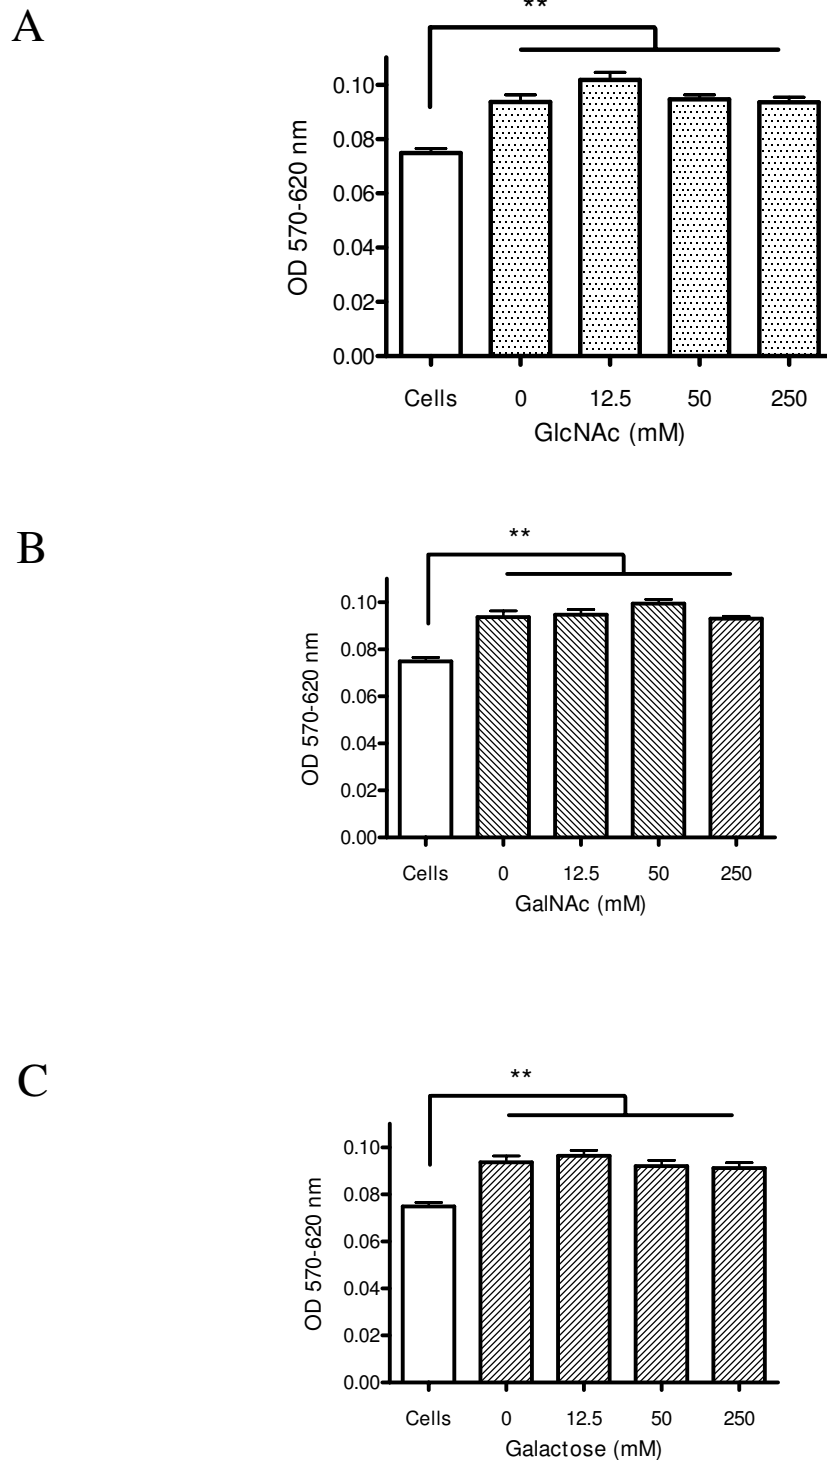 A
**
OD 570-620 nm
0.10
0.08
0.06
0.04
0.02
0.00
Cells 0 12.5 50 250
GlcNAc (mM)
B
**
OD 570-620 nm
0.10
0.08
0.06
0.04
0.02
0.00
Cells 0 12.5 50 250
GalNAc (mM)
C
**
OD 570-620 nm
0.10
0.08
0.06
0.04
0.02
0.00
Cells 0 12.5 50 250
Galactose (mM)